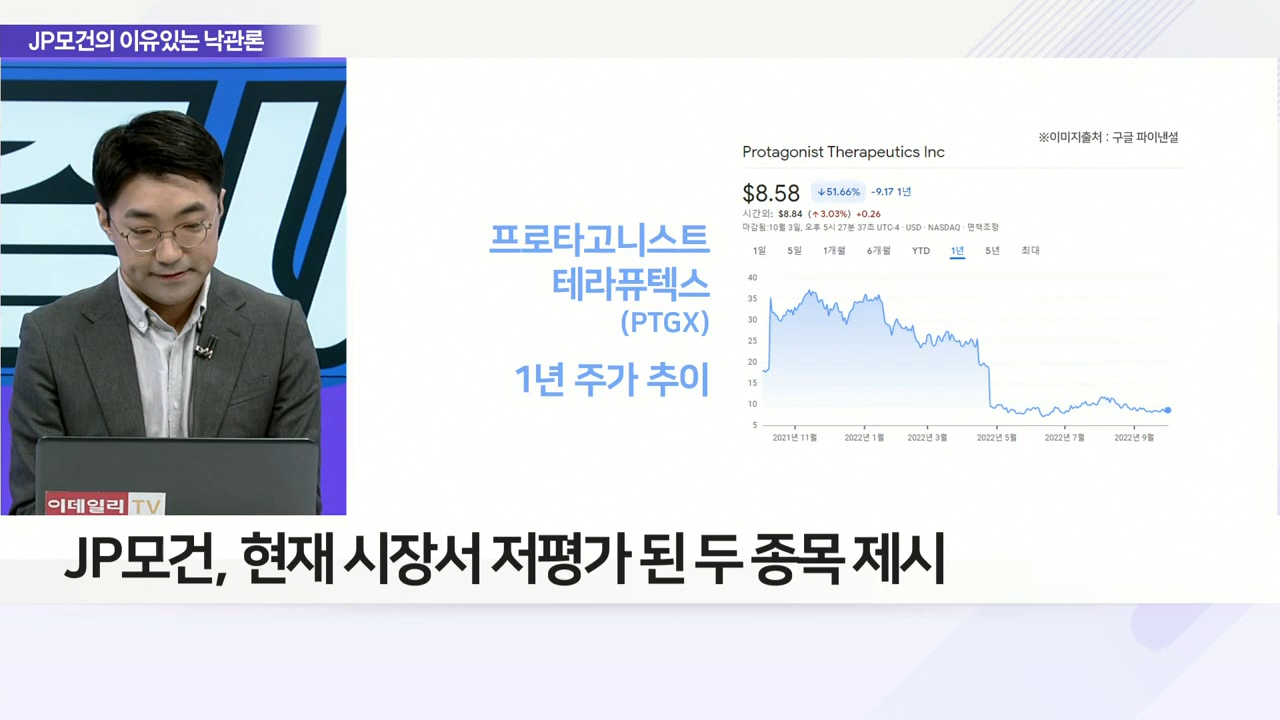 JP모건의 이유있는 낙관론
※이미지출처 : 구글 파이낸셜
Protagonist Therapeutics Inc
$8.58 ↓51.66% -9.17 1년
시간외: $8.84 (↑3.03%) +0.26
마감됨:10월 3일, 오후 5시 27분 37초 UTC-4 · USD · NASDAQ · 면책조항
1일 5일 1개월 6개월 YTD 1년 5년 최대
40
35
30
25
20
15
10
5
2021년 11월 2022년 1월 2022년 3월 2022년 5월 2022년 7월 2022년 9월
프로타고니스트
테라퓨텍스
(PTGX)
1년 주가 추이
이데일리 TV
JP모건, 현재 시장서 저평가 된 두 종목 제시